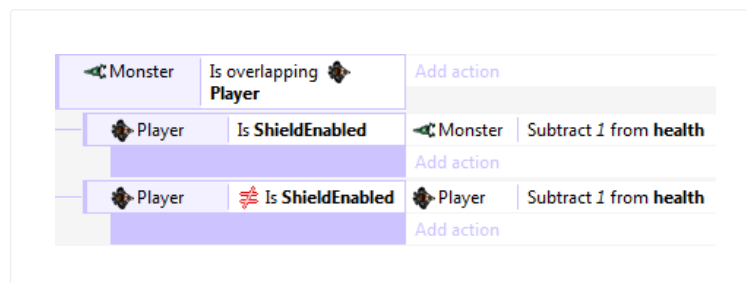 Monster Is overlapping Add action
Player
Player Is ShieldEnabled Monster Subtract 1 from health
Add action
Player Is ShieldEnabled Player Subtract 1 from health
Add action